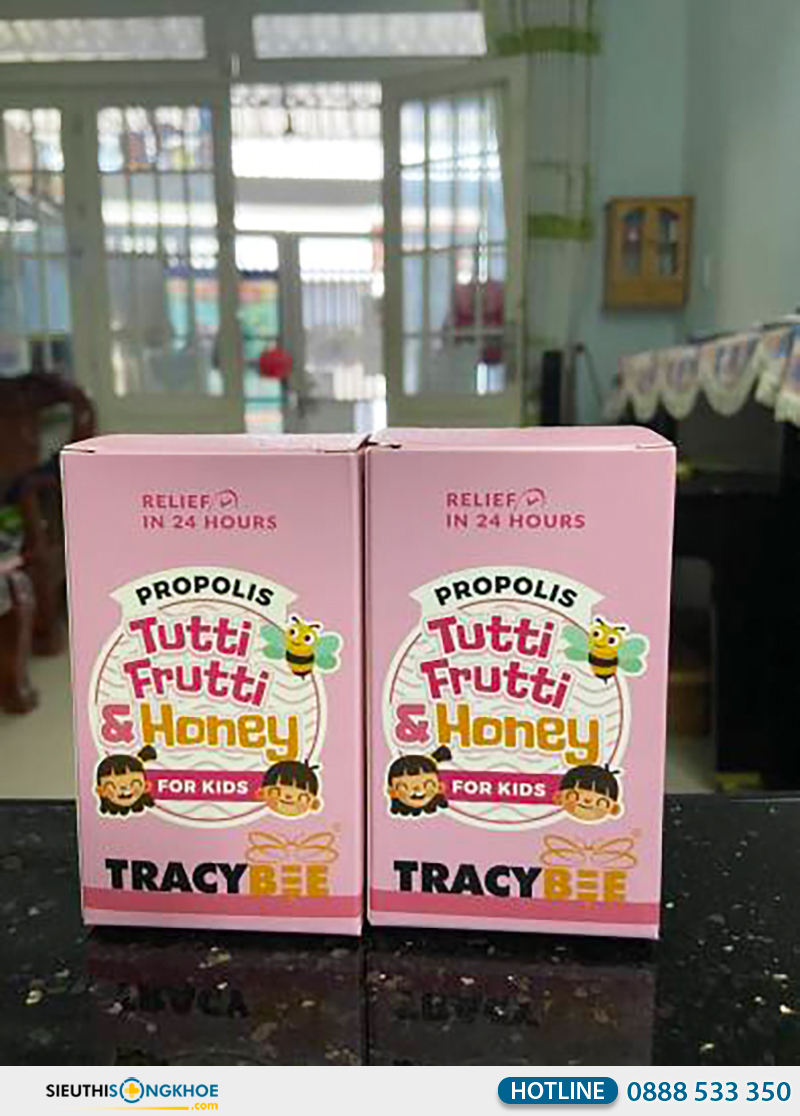 RELIEF
IN 24 HOURS
PROPOLIS
Tutti
Frutti
& Honey
FOR KIDS
TRACYBEE
RELIEF
IN 24 HOURS
PROPOLIS
Tutti
Frutti
& Honey
FOR KIDS
TRACYBEE
SIEUTHISONGKHOE
.com
HOTLINE 0888 533 350